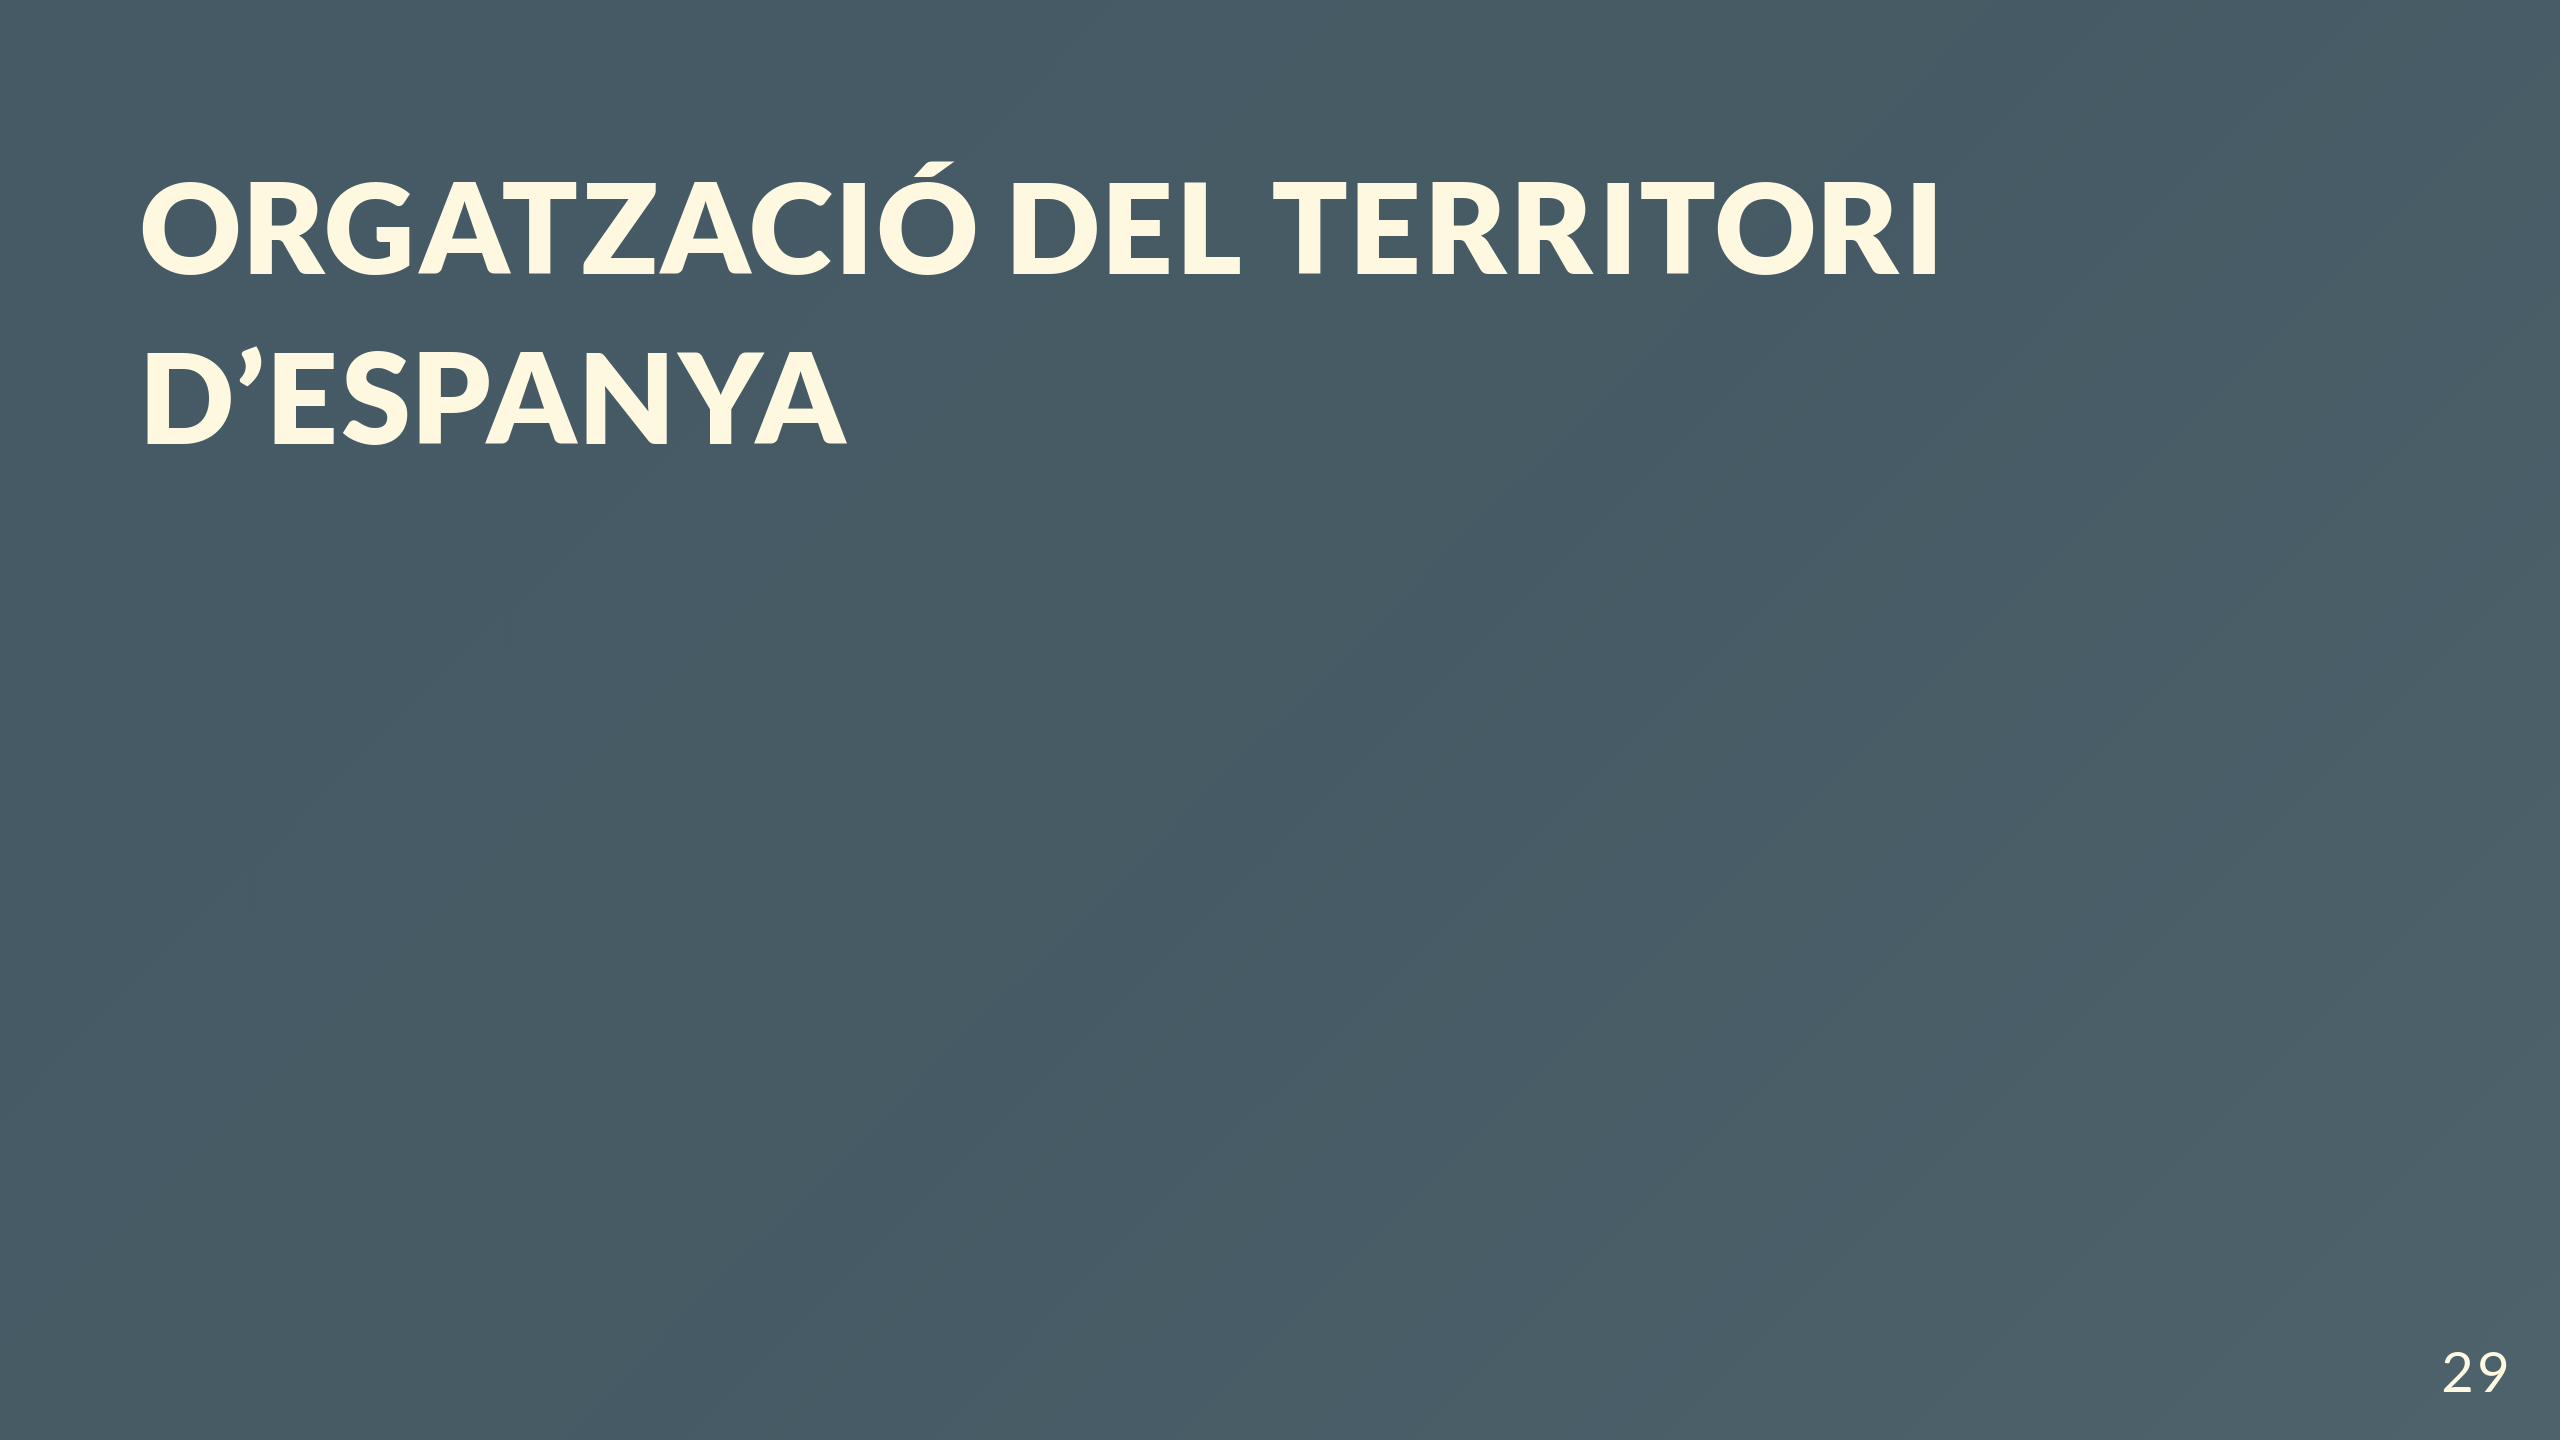 ORGATZACIÓ DEL TERRITORI
D’ESPANYA
29